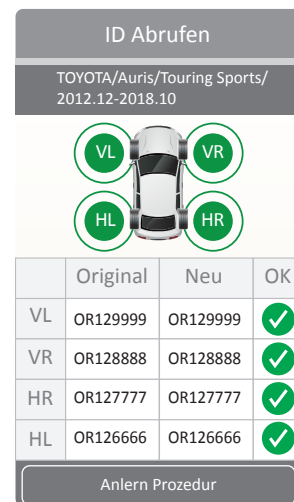 ID Abrufen
TOYOTA/Auris/Touring Sports/
2012.12-2018.10
VL VR
HL HR
Original Neu OK
VL OR129999 OR129999
VR OR128888 OR128888
HR OR127777 OR127777
HL OR126666 OR126666
Anlern Prozedur